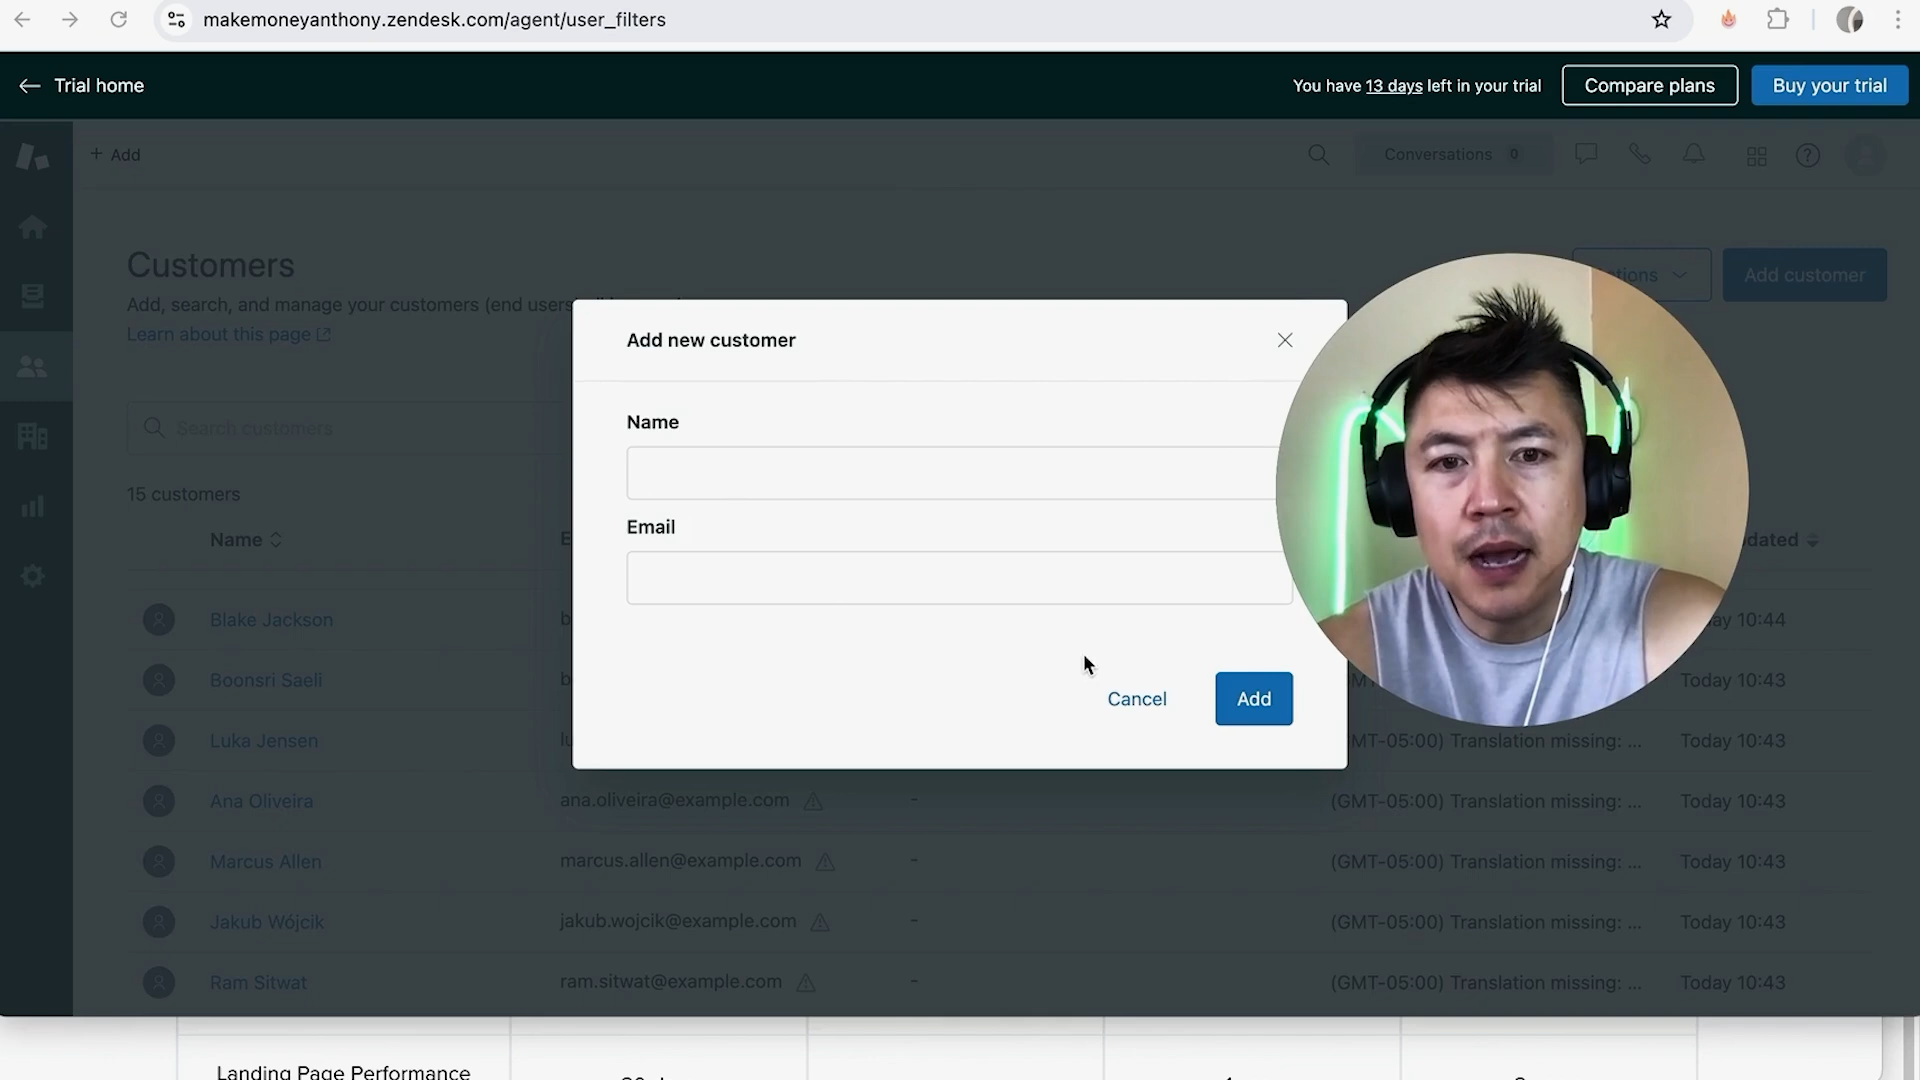 makemoneyanthony.zendesk.com/agent/user_filters
Trial home
You have 13 days left in your trial
Compare plans
Buy your trial
+ Add
Conversations 0
Customers
Add customer
Add, search, and manage your customers (end users
Learn about this page
Add new customer
Name
Email
Cancel
Add
Search customers
15 customers
Name
Blake Jackson
Today 10:44
Boonsri Saeli
Today 10:43
Luka Jensen
Translation missing: ...
Today 10:43
Ana Oliveira
ana.oliveira@example.com
-
(GMT-05:00) Translation missing: ...
Today 10:43
Marcus Allen
marcus.allen@example.com
-
(GMT-05:00) Translation missing: ...
Today 10:43
Jakub Wójcik
jakub.wojcik@example.com
-
(GMT-05:00) Translation missing: ...
Today 10:43
Ram Sitwat
ram.sitwat@example.com
-
(GMT-05:00) Translation missing: ...
Today 10:43
Landing Page Performance